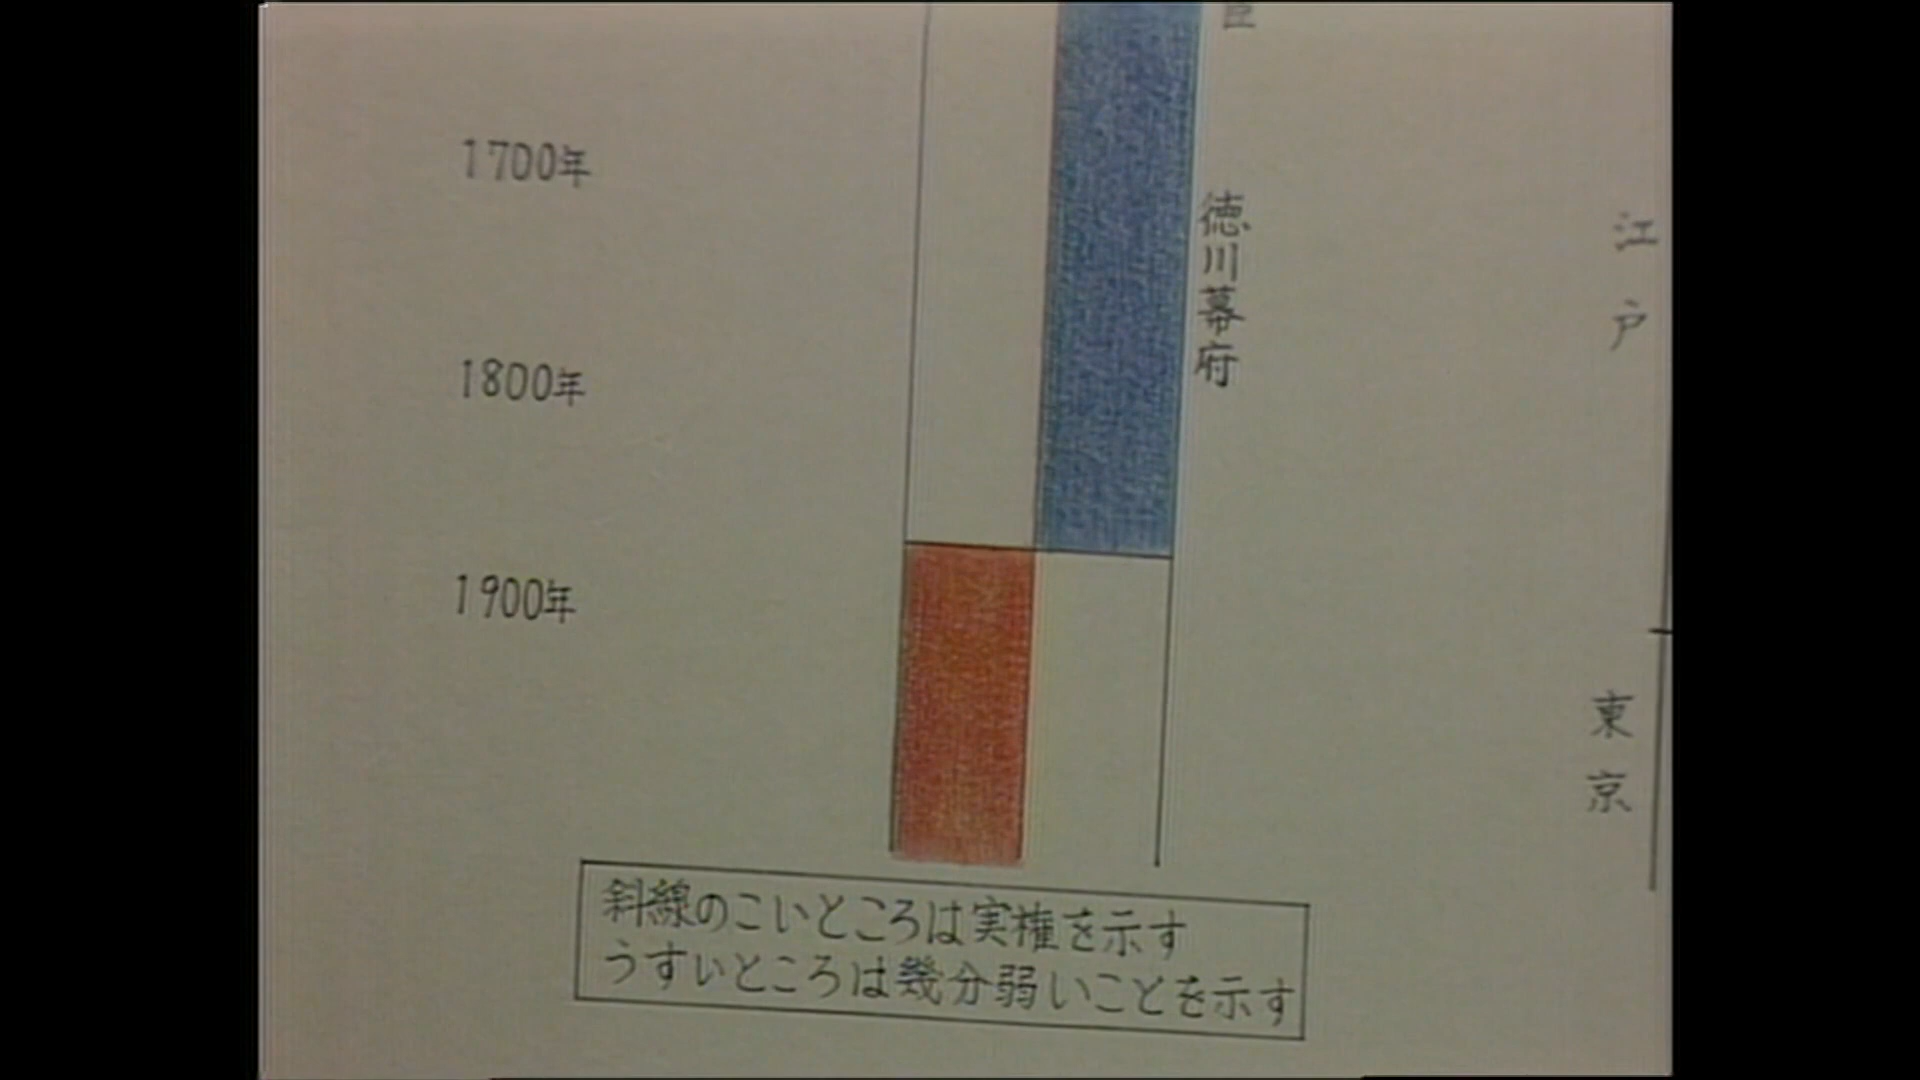 臣
1700年
徳川幕府
江戸
1800年
1900年
東京
斜線のこいところは実権を示す
うすいところは幾分弱いことを示す